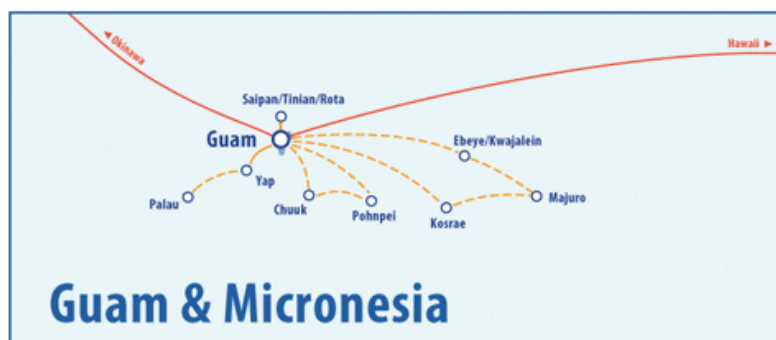 ◄ Okinawa
Hawaii ►
Saipan/Tinian/Rota
Guam
Ebeye/Kwajalein
Yap
Palau
Chuuk
Pohnpei
Kosrae
Majuro
Guam & Micronesia